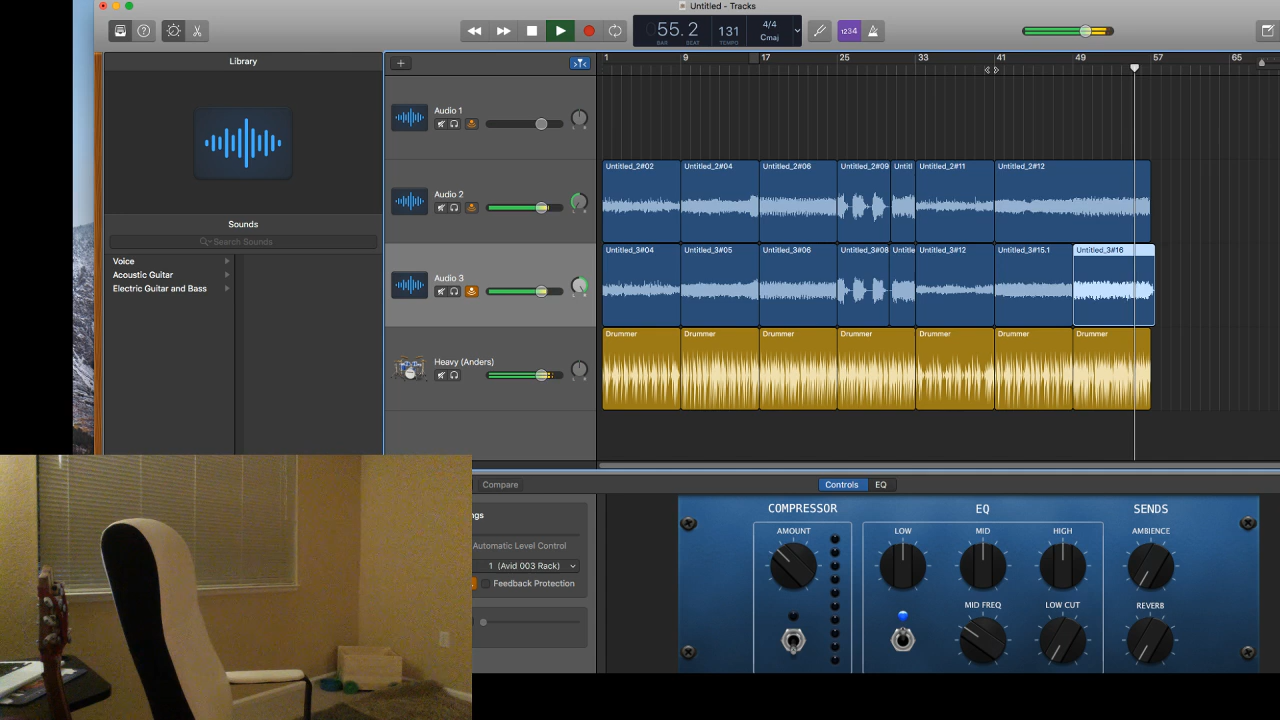 Untitled - Tracks
55.2
BAR BEAT
131
TEMPO
4/4
Cmaj
1234
Library
1 9 17 25 33 41 49 57 65
Audio 1
Audio 2
Untitled_2#02 Untitled_2#04 Untitled_2#06 Untitled_2#09 Untitl Untitled_2#11 Untitled_2#12
Sounds
Search Sounds
Voice
Acoustic Guitar
Electric Guitar and Bass
Audio 3
Untitled_3#04 Untitled_3#05 Untitled_3#06 Untitled_3#08 Untitle Untitled_3#12 Untitled_3#15.1 Untitled_3#16
Heavy (Anders)
Drummer Drummer Drummer Drummer Drummer Drummer Drummer
Compare
Controls EQ
ngs
Automatic Level Control
1 (Avid 003 Rack)
Feedback Protection
COMPRESSOR
AMOUNT
EQ
LOW MID HIGH
MID FREQ LOW CUT
SENDS
AMBIENCE
REVERB